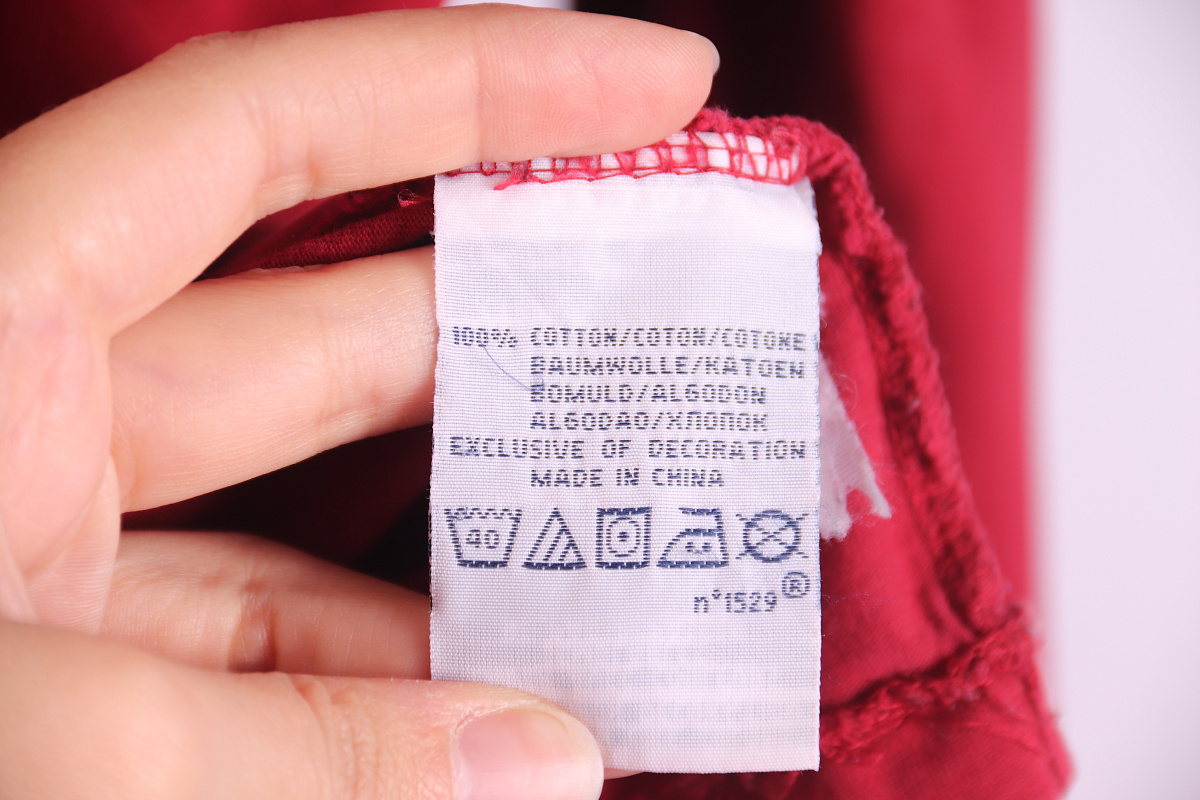 100% COTTON/COTON/COTONE
BAUMWOLLE/KATOEN
BOMULD/ALGODON
ALGODAO/ХЛОПОК
EXCLUSIVE OF DECORATION
MADE IN CHINA
40
n°1529®